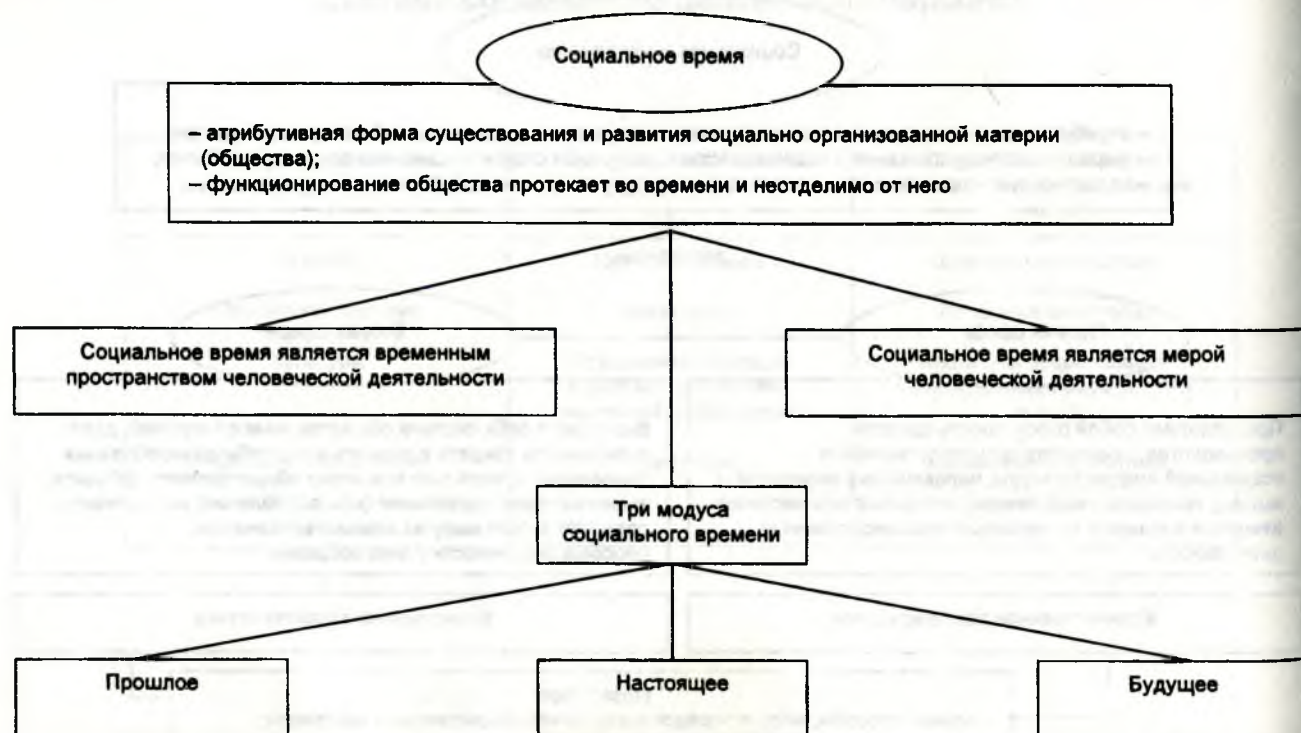 Социальное время
– атрибутивная форма существования и развития социально организованной материи
(общества);
– функционирование общества протекает во времени и неотделимо от него
Социальное время является временным
пространством человеческой деятельности
Социальное время является мерой
человеческой деятельности
Три модуса
социального времени
Прошлое
Настоящее
Будущее